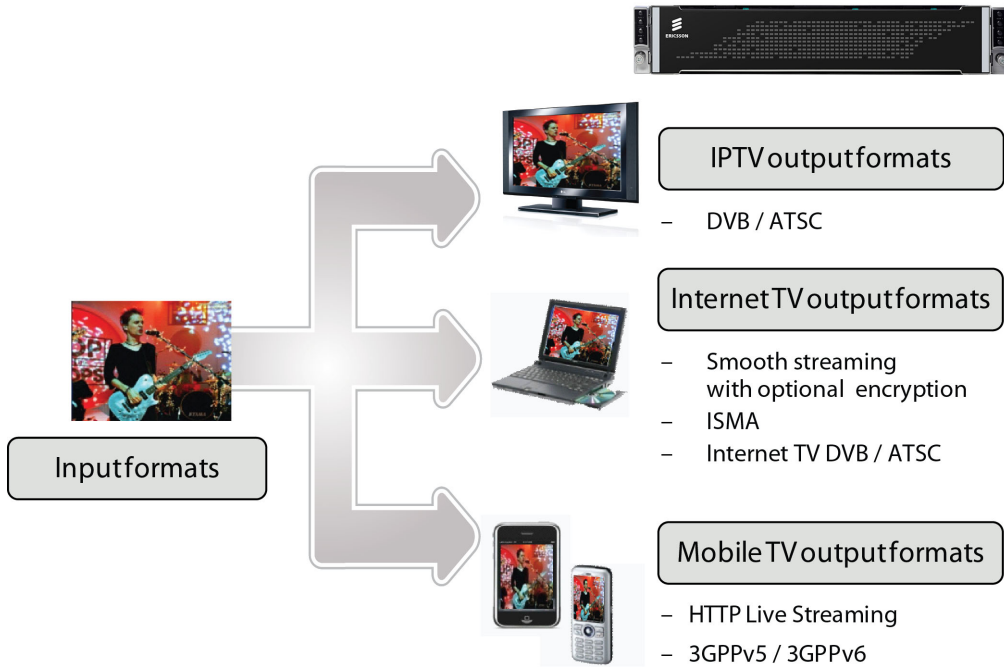 ERICSSON
IPTV output formats
– DVB / ATSC
Internet TV output formats
– Smooth streaming
with optional encryption
– ISMA
– Internet TV DVB / ATSC
Input formats
Mobile TV output formats
– HTTP Live Streaming
– 3GPPv5 / 3GPPv6